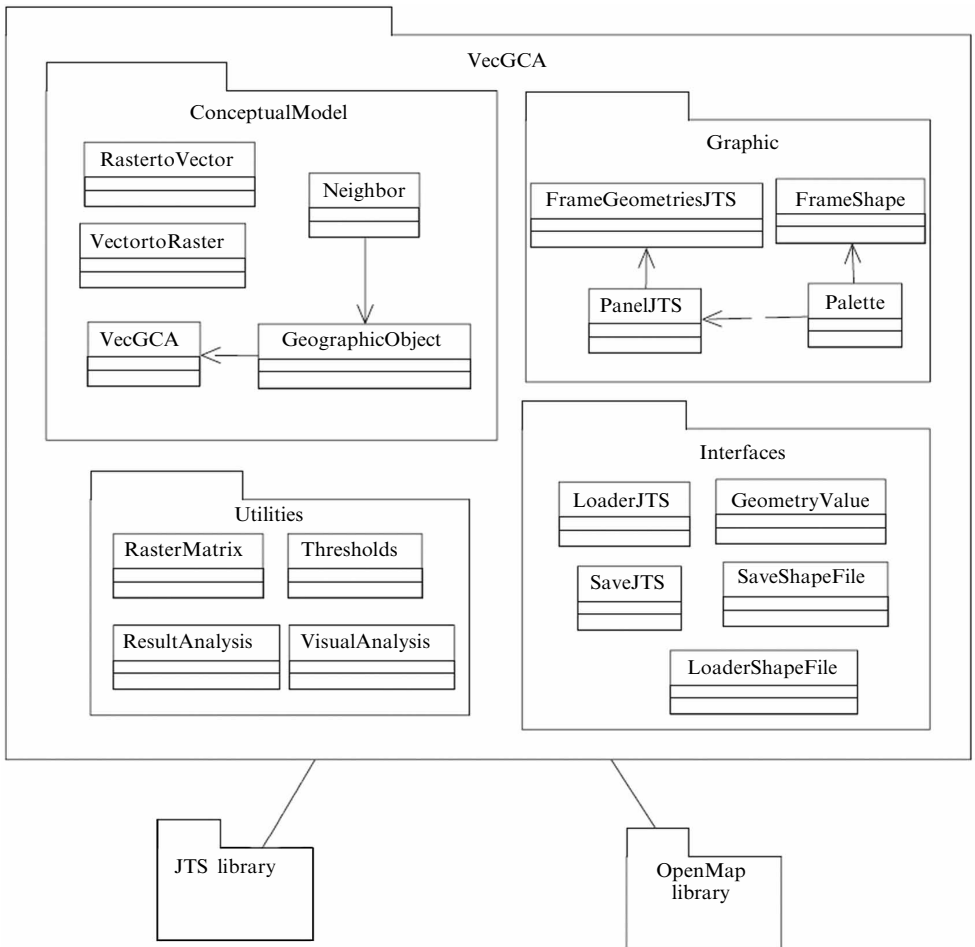 VecGCA
ConceptualModel
RastertoVector
Neighbor
VectortoRaster
VecGCA
GeographicObject
Graphic
FrameGeometriesJTS
FrameShape
PanelJTS
Palette
Utilities
RasterMatrix
Thresholds
ResultAnalysis
VisualAnalysis
Interfaces
LoaderJTS
GeometryValue
SaveJTS
SaveShapeFile
LoaderShapeFile
JTS library
OpenMap
library